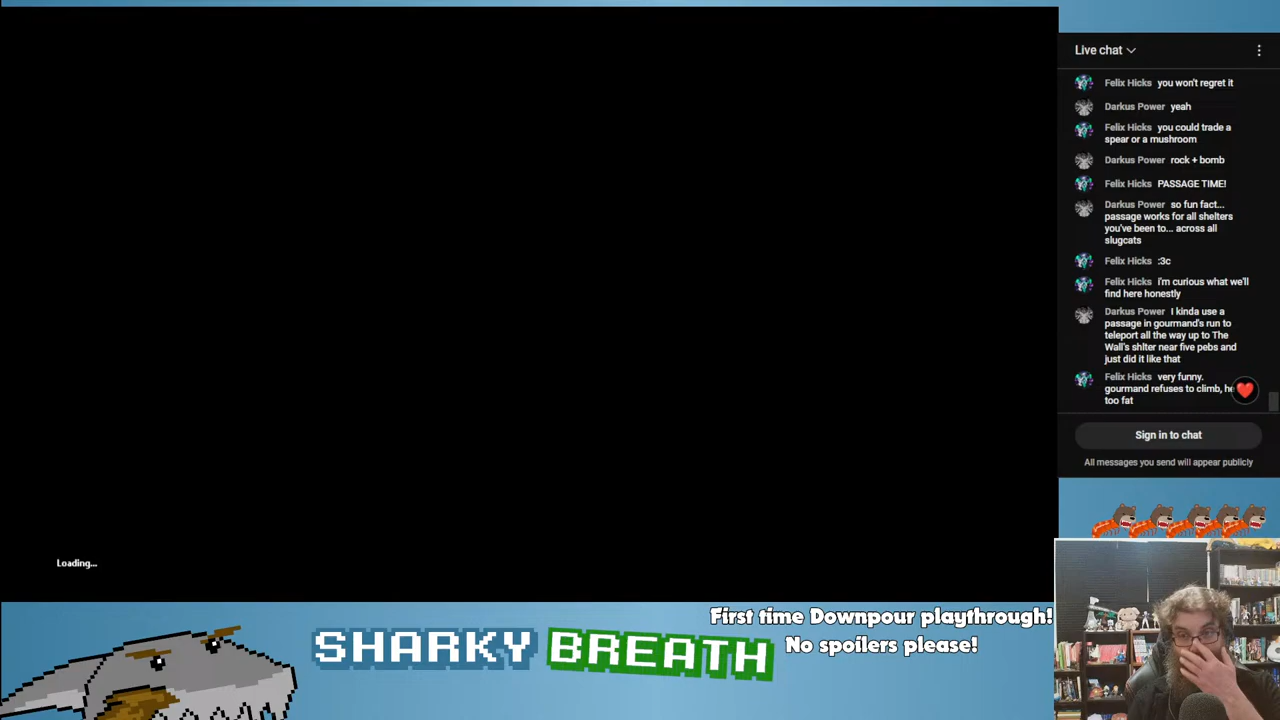 Live chat
Felix Hicks you won't regret it
Darkus Power yeah
Felix Hicks you could trade a
spear or a mushroom
Darkus Power rock + bomb
Felix Hicks PASSAGE TIME!
Darkus Power so fun fact...
passage works for all shelters
you've been to... across all
slugcats
Felix Hicks :3c
Felix Hicks I'm curious what we'll
find here honestly
Darkus Power I kinda use a
passage in gourmand's run to
teleport all the way up to The
Wall's shlter near five pebs and
just did it like that
Felix Hicks very funny.
gourmand refuses to climb, he
too fat
Sign in to chat
All messages you send will appear publicly
Loading...
SHARKY BREATH
First time Downpour playthrough!
No spoilers please!